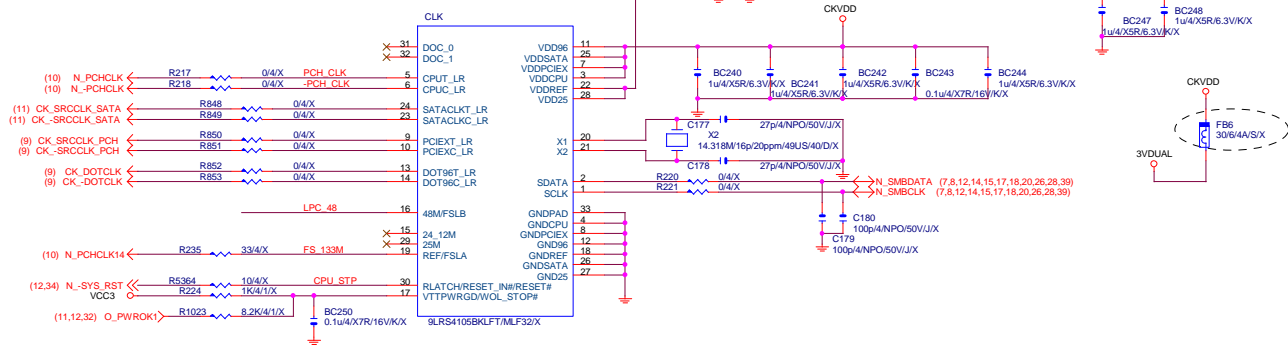 CLK
31 DOC_0
32 DOC_1
(10) N_PCHCLK R217 0/4/X PCH_CLK 5 CPUT_LR
(10) N_-PCHCLK R218 0/4/X -PCH_CLK 6 CPUC_LR
(11) CK_SRCCLK_SATA R848 0/4/X 24 SATACLKT_LR
(11) CK_-SRCCLK_SATA R849 0/4/X 23 SATACLKC_LR
(9) CK_SRCCLK_PCH R850 0/4/X 9 PCIEXT_LR
(9) CK_-SRCCLK_PCH R851 0/4/X 10 PCIEXC_LR
(9) CK_DOTCLK R852 0/4/X 13 DOT96T_LR
(9) CK_-DOTCLK R853 0/4/X 14 DOT96C_LR
LPC_48 16 48M/FSLB
15 24_12M
29 25M
(10) N_PCHCLK14 R235 33/4/X FS_133M 19 REF/FSLA
(12,34) N_-SYS_RST R5364 10/4/X CPU_STP 30 RLATCH/RESET_IN#/RESET#
VCC3 R224 1K/4/1/X 17 VTTPWRGD/WOL_STOP#
(11,12,32) O_PWROK1 R1023 8.2K/4/1/X
BC250
0.1u/4/X7R/16V/K/X
9LRS4105BKLFT/MLF32/X
VDD96 11
VDDSATA 25
VDDPCIEX 7
VDDCPU 3
VDDREF 22
VDD25 28
X1 20
X2 21
SDATA 2
SCLK 1
GNDPAD 33
GNDCPU 4
GNDPCIEX 8
GND96 12
GNDREF 18
GNDSATA 26
GND25 27
CKVDD
BC240
1u/4/X5R/6.3V/K/X
BC241
1u/4/X5R/6.3V/K/X
BC242
1u/4/X5R/6.3V/K/X
BC243
0.1u/4/X7R/16V/K/X
BC244
1u/4/X5R/6.3V/K/X
C177 27p/4/NPO/50V/J/X
X2
14.318M/16p/20ppm/49US/40/D/X
C178 27p/4/NPO/50V/J/X
R220 0/4/X N_SMBDATA (7,8,12,14,15,17,18,20,26,28,39)
R221 0/4/X N_SMBCLK (7,8,12,14,15,17,18,20,26,28,39)
C180
100p/4/NPO/50V/J/X
C179
100p/4/NPO/50V/J/X
BC248
1u/4/X5R/6.3V/K/X
BC247
1u/4/X5R/6.3V/K/X
CKVDD
FB6
30/6/4A/S/X
3VDUAL